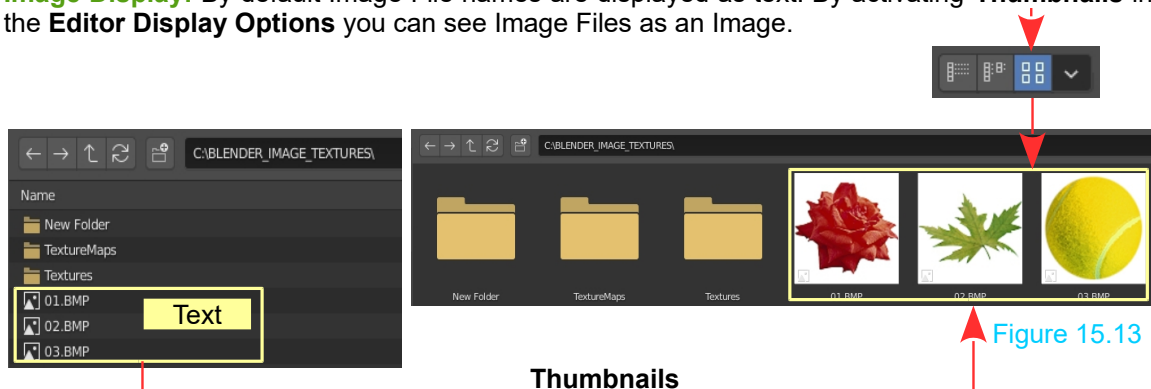 Image Display: By default Image File names are displayed as text. By activating Thumbnails in
the Editor Display Options you can see Image Files as an Image.
C:\BLENDER_IMAGE_TEXTURES\
Name
New Folder
TextureMaps
Textures
01.BMP
02.BMP
03.BMP
Text
C:\BLENDER_IMAGE_TEXTURES\
New Folder
TextureMaps
Textures
01.BMP
02.BMP
03.BMP
Figure 15.13
Thumbnails